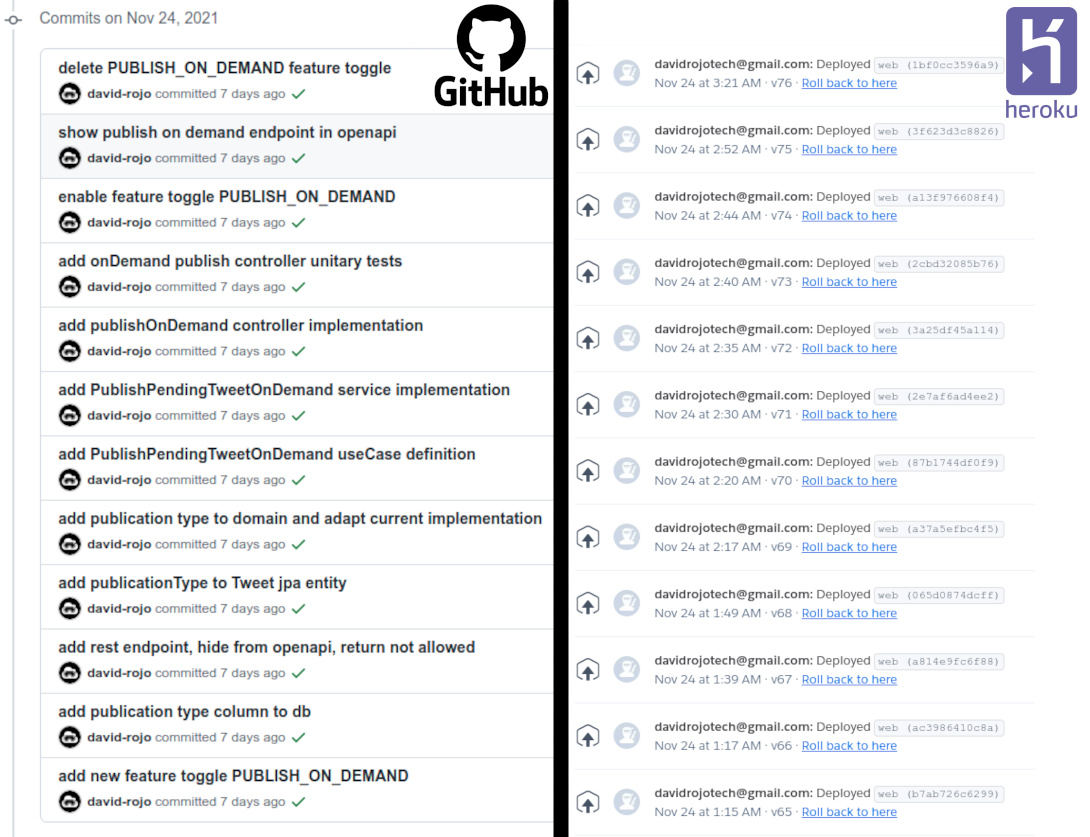 Commits on Nov 24, 2021
delete PUBLISH_ON_DEMAND feature toggle
david-rojo committed 7 days ago
show publish on demand endpoint in openapi
david-rojo committed 7 days ago
enable feature toggle PUBLISH_ON_DEMAND
david-rojo committed 7 days ago
add onDemand publish controller unitary tests
david-rojo committed 7 days ago
add publishOnDemand controller implementation
david-rojo committed 7 days ago
add PublishPendingTweetOnDemand service implementation
david-rojo committed 7 days ago
add PublishPendingTweetOnDemand useCase definition
david-rojo committed 7 days ago
add publication type to domain and adapt current implementation
david-rojo committed 7 days ago
add publicationType to Tweet jpa entity
david-rojo committed 7 days ago
add rest endpoint, hide from openapi, return not allowed
david-rojo committed 7 days ago
add publication type column to db
david-rojo committed 7 days ago
add new feature toggle PUBLISH_ON_DEMAND
david-rojo committed 7 days ago
GitHub
davidrojotech@gmail.com: Deployed web (1bf0cc3596a9)
Nov 24 at 3:21 AM · v76 · Roll back to here
davidrojotech@gmail.com: Deployed web (3f623d3c8826)
Nov 24 at 2:52 AM · v75 · Roll back to here
davidrojotech@gmail.com: Deployed web (a13f976608f4)
Nov 24 at 2:44 AM · v74 · Roll back to here
davidrojotech@gmail.com: Deployed web (2cbd32085b76)
Nov 24 at 2:40 AM · v73 · Roll back to here
davidrojotech@gmail.com: Deployed web (3a25df45a114)
Nov 24 at 2:35 AM · v72 · Roll back to here
davidrojotech@gmail.com: Deployed web (2e7af6ad4ee2)
Nov 24 at 2:30 AM · v71 · Roll back to here
davidrojotech@gmail.com: Deployed web (87b1744df0f9)
Nov 24 at 2:20 AM · v70 · Roll back to here
davidrojotech@gmail.com: Deployed web (a37a5efbc4f5)
Nov 24 at 2:17 AM · v69 · Roll back to here
davidrojotech@gmail.com: Deployed web (065d0874dcff)
Nov 24 at 1:49 AM · v68 · Roll back to here
davidrojotech@gmail.com: Deployed web (a814e9fc6f88)
Nov 24 at 1:39 AM · v67 · Roll back to here
davidrojotech@gmail.com: Deployed web (ac3986410c8a)
Nov 24 at 1:17 AM · v66 · Roll back to here
davidrojotech@gmail.com: Deployed web (b7ab726c6299)
Nov 24 at 1:15 AM · v65 · Roll back to here
heroku